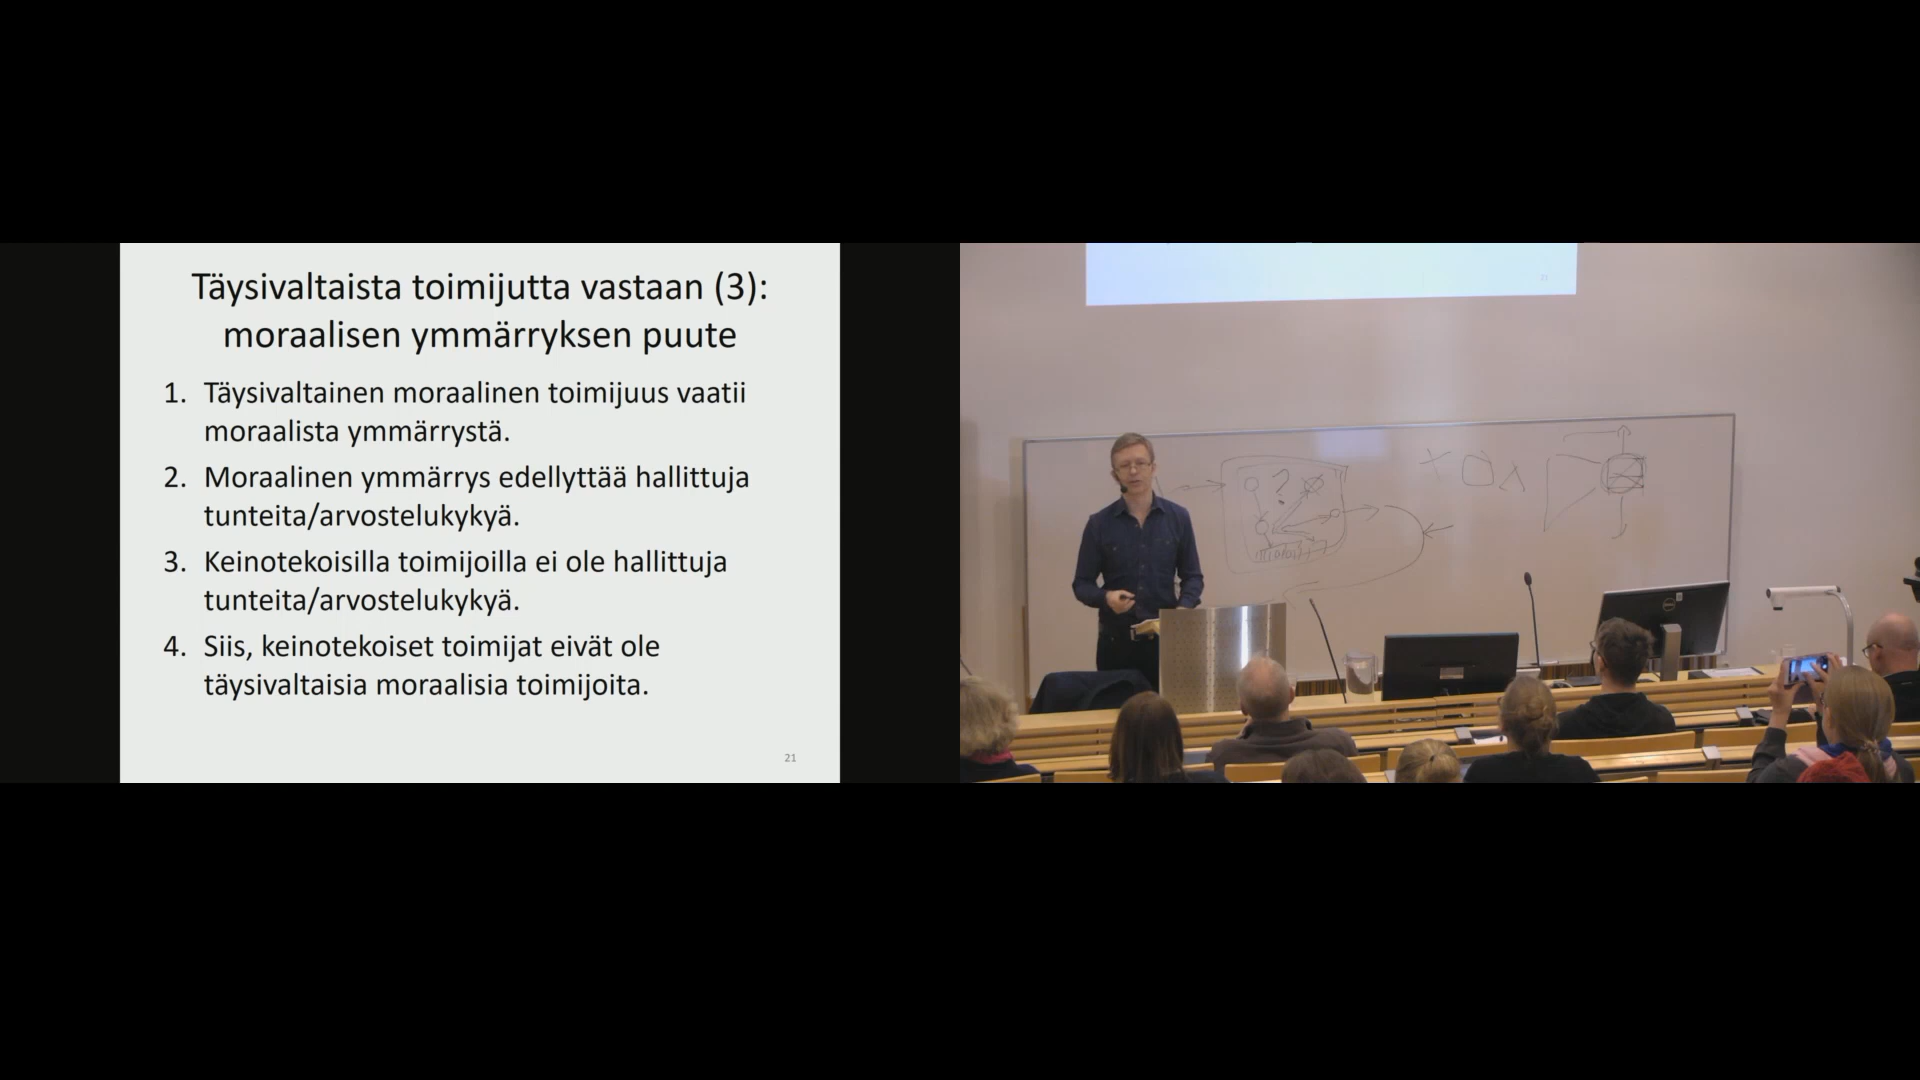 Täysivaltaista toimijutta vastaan (3):
moraalisen ymmärryksen puute
1. Täysivaltainen moraalinen toimijuus vaatii
moraalista ymmärrystä.
2. Moraalinen ymmärrys edellyttää hallittuja
tunteita/arvostelukykyä.
3. Keinotekoisilla toimijoilla ei ole hallittuja
tunteita/arvostelukykyä.
4. Siis, keinotekoiset toimijat eivät ole
täysivaltaisia moraalisia toimijoita.
21
?
21